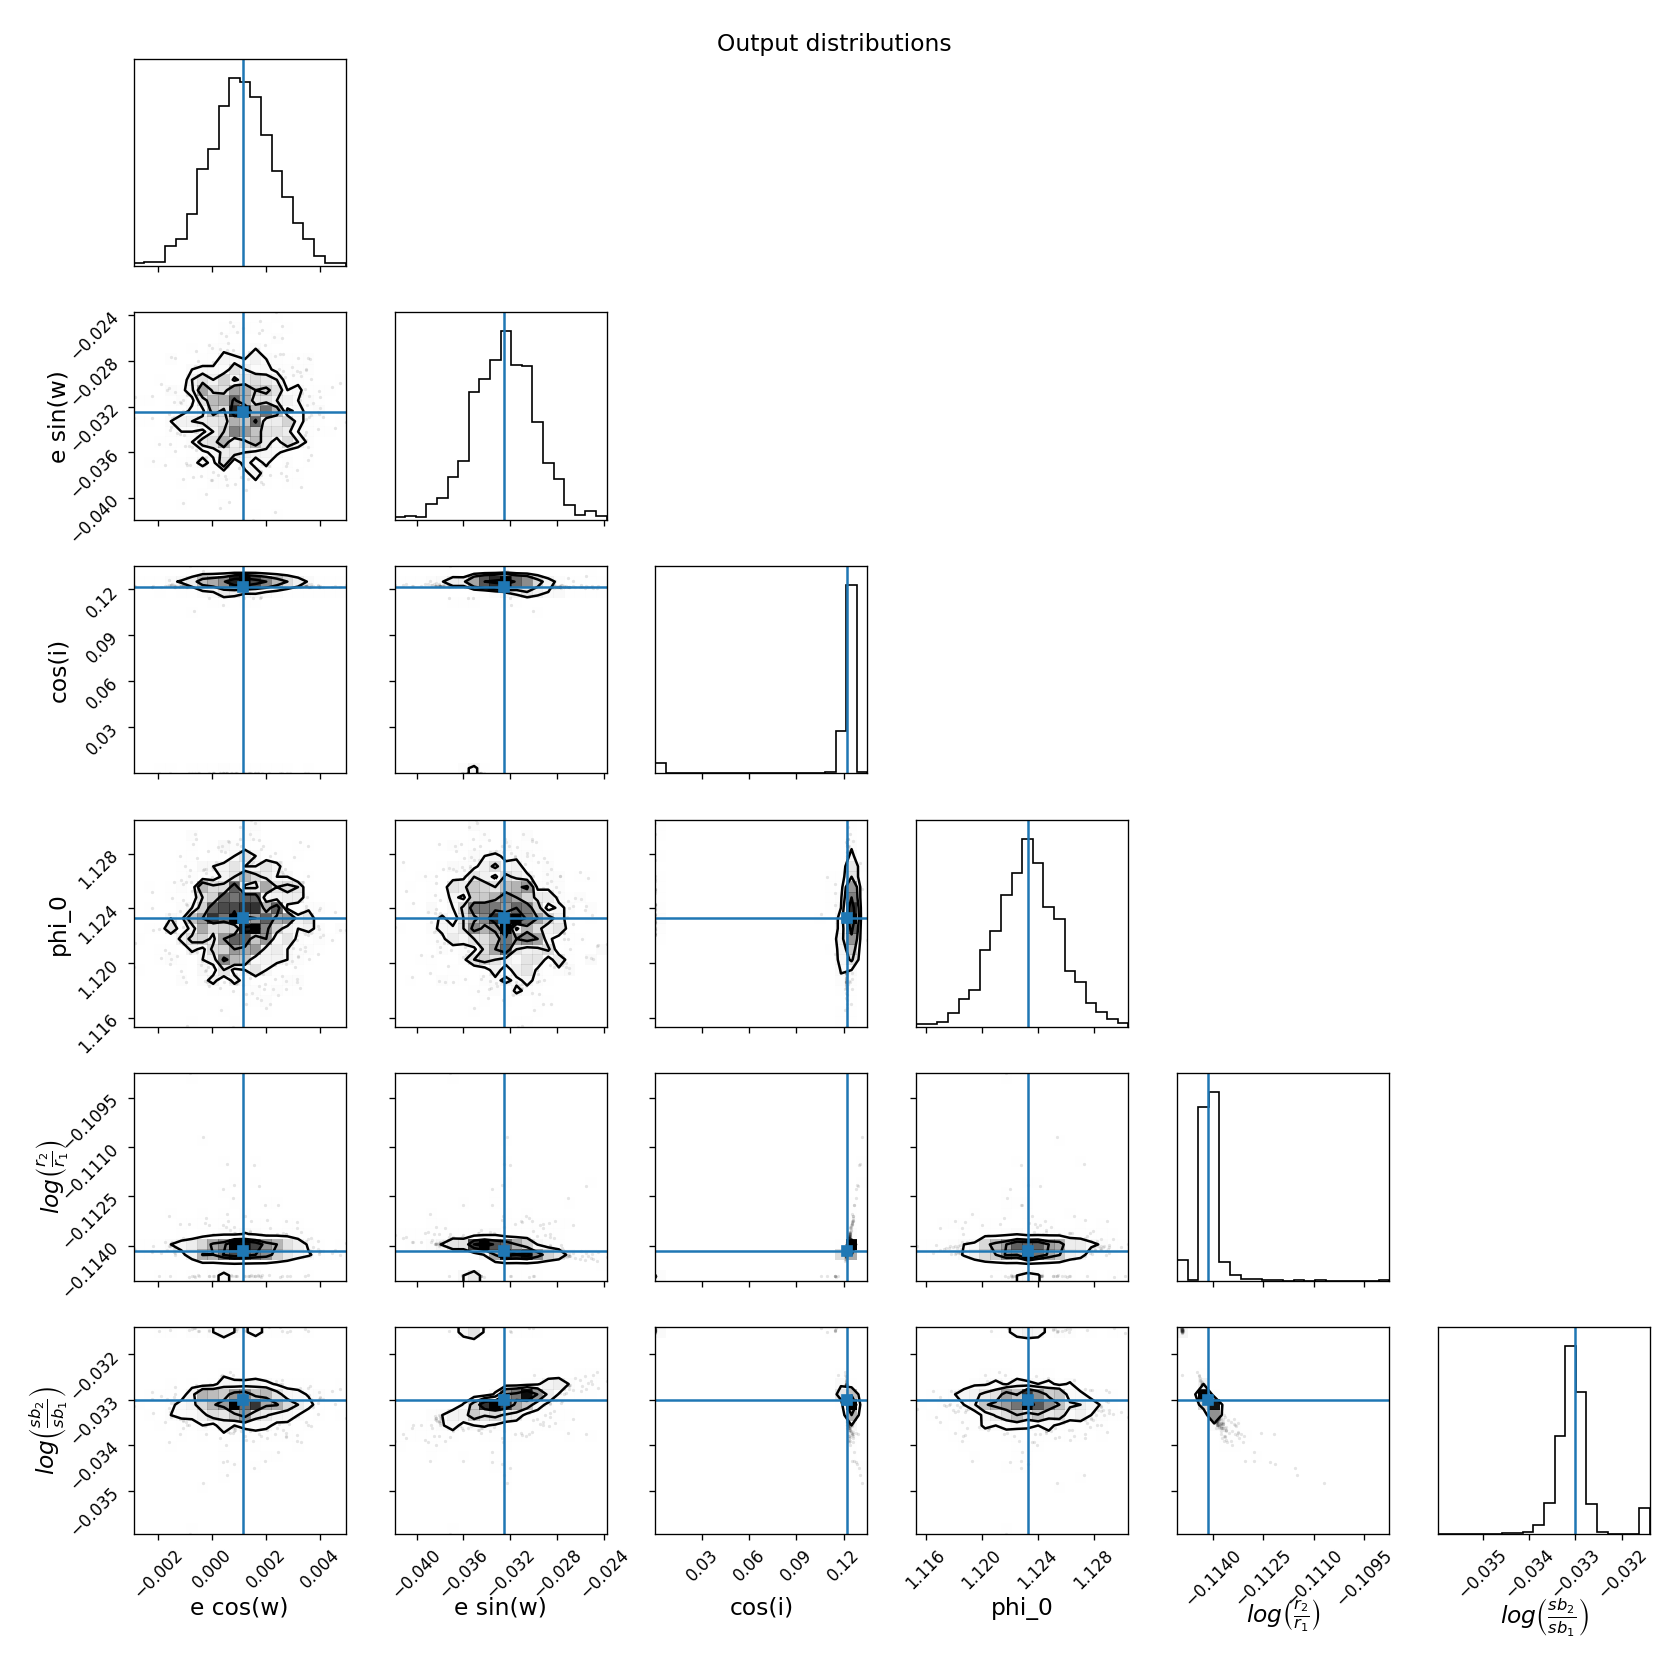 Output distributions
e sin(w)
−0.024
−0.028
−0.032
−0.036
−0.040
cos(i)
0.12
0.09
0.06
0.03
phi_0
1.128
1.124
1.120
1.116
log(r₂/r₁)
−0.1095
−0.1110
−0.1125
−0.1140
log(sb₂/sb₁)
−0.032
−0.033
−0.034
−0.035
−0.002 0.000 0.002 0.004 −0.040 −0.036 −0.032 −0.028 −0.024 0.03 0.06 0.09 0.12 1.116 1.120 1.124 1.128 −0.1140 −0.1125 −0.1110 −0.1095 −0.035 −0.034 −0.033 −0.032
e cos(w) e sin(w) cos(i) phi_0 log(r₂/r₁) log(sb₂/sb₁)